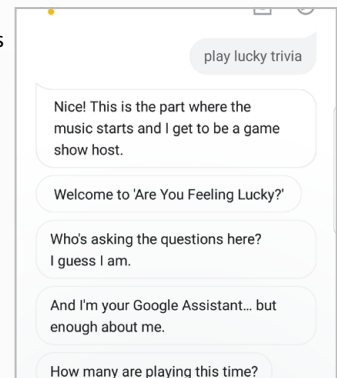 s
play lucky trivia
Nice! This is the part where the
music starts and I get to be a game
show host.
Welcome to 'Are You Feeling Lucky?'
Who's asking the questions here?
I guess I am.
And I'm your Google Assistant... but
enough about me.
How many are playing this time?